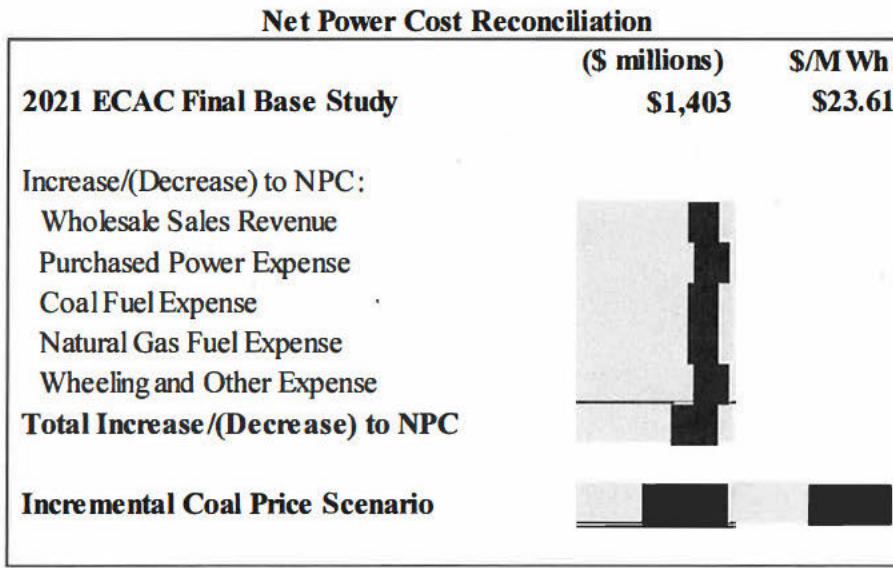 Net Power Cost Reconciliation
($ millions) $/MWh
2021 ECAC Final Base Study $1,403 $23.61
Increase/(Decrease) to NPC:
Wholesale Sales Revenue
Purchased Power Expense
Coal Fuel Expense
Natural Gas Fuel Expense
Wheeling and Other Expense
Total Increase/(Decrease) to NPC
Incremental Coal Price Scenario